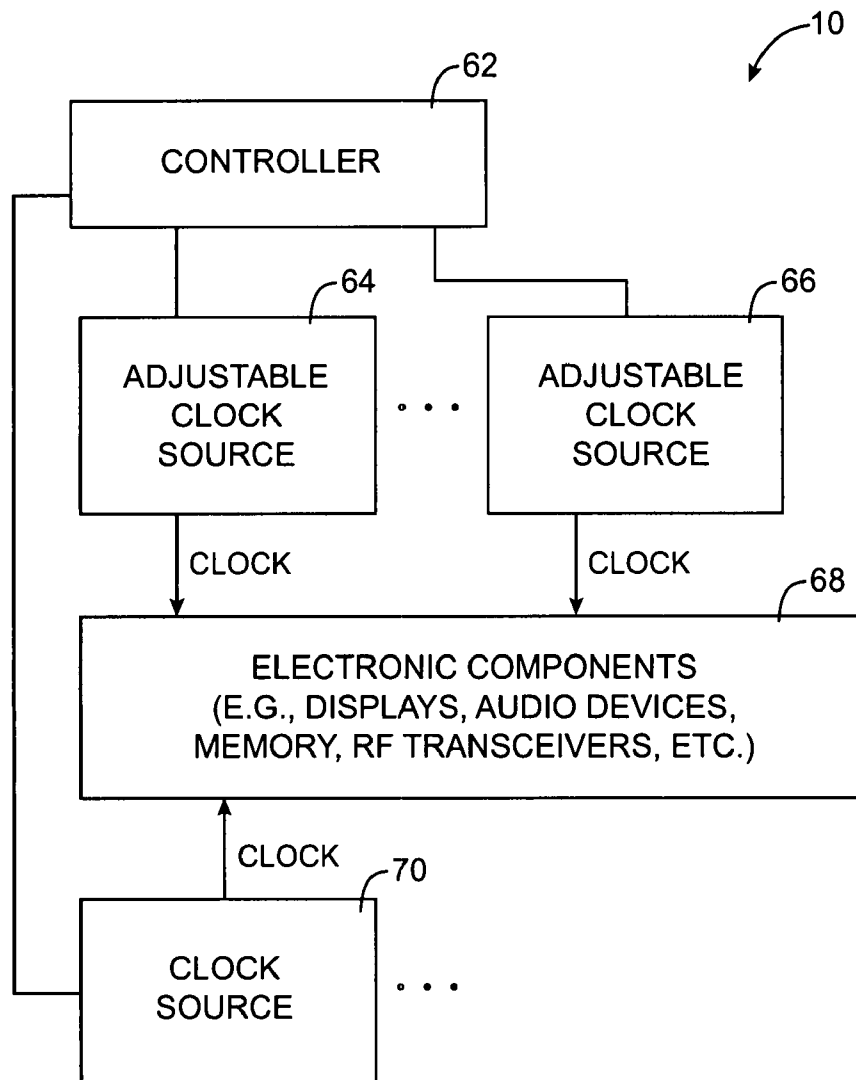 10
62
CONTROLLER
64
66
ADJUSTABLE
CLOCK
SOURCE
ADJUSTABLE
CLOCK
SOURCE
CLOCK
CLOCK
68
ELECTRONIC COMPONENTS
(E.G., DISPLAYS, AUDIO DEVICES,
MEMORY, RF TRANSCEIVERS, ETC.)
CLOCK
70
CLOCK
SOURCE